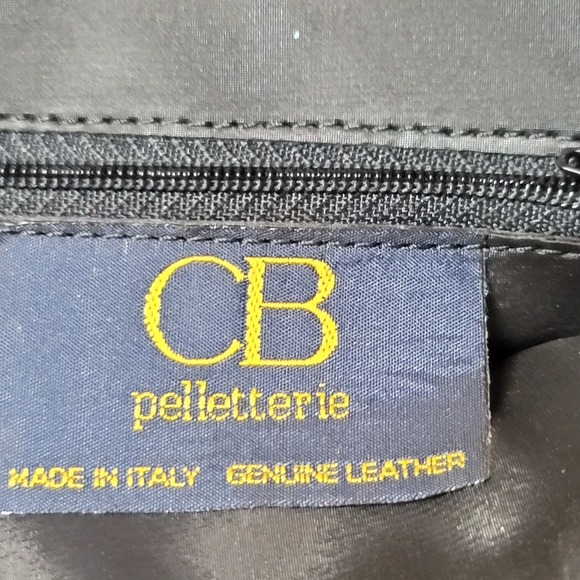 CB
pelletterie
MADE IN ITALY GENUINE LEATHER